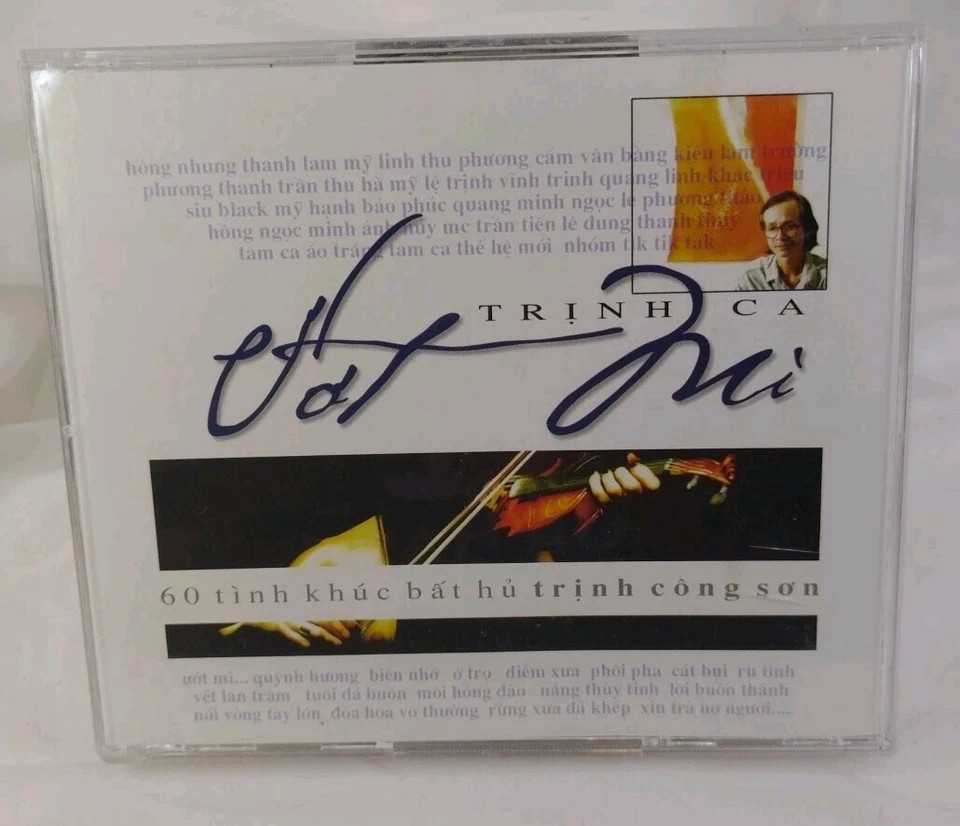 hồng nhung thanh lam mỹ linh thu phương cẩm vân bằng kiều lam trường
phương thanh trần thu hà mỹ lệ trịnh vĩnh trinh quang linh khắc triệu
siu black mỹ hạnh bảo phúc quang minh ngọc lễ phương thảo
hồng ngọc minh ánh thúy mc trần tiến lê dung thanh thúy
tam ca áo trắng tam ca thế hệ mới nhóm tik tik tak
TRỊNH CA
Ướt Mi
60 tình khúc bất hủ trịnh công sơn
ướt mi... quỳnh hương biển nhớ ở trọ diễm xưa phôi pha cát bụi ru tình
vết lăn trầm tuổi đá buồn môi hồng đào nắng thủy tinh lời buồn thánh
nối vòng tay lớn đóa hoa vô thường rừng xưa đã khép xin trả nợ người....